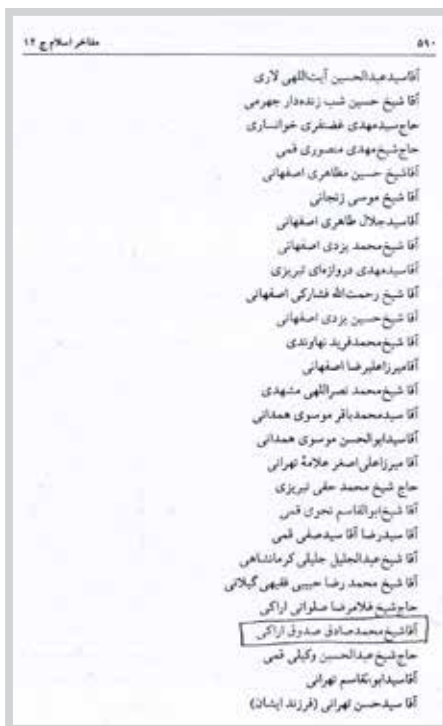 ۵۹۰ مفاخر اسلام ج ۱۲
آقاسیدعبدالحسین آیت‌اللهی لاری
آقا شیخ حسین شب زنده‌دار جهرمی
حاج‌سیدمهدی غضنفری خوانساری
حاج‌شیخ‌مهدی منصوری قمی
آقاشیخ حسین مظاهری اصفهانی
آقا شیخ موسی زنجانی
آقاسیدجلال طاهری اصفهانی
آقا شیخ‌محمد یزدی اصفهانی
آقاسیدمهدی دروازه‌ای تبریزی
آقا شیخ رحمت‌الله فشارکی اصفهانی
آقا شیخ‌حسین یزدی اصفهانی
آقا شیخ‌محمدفرید نهاوندی
آقامیرزاعلیرضا اصفهانی
آقا شیخ‌محمد نصراللهی مشهدی
آقا سیدمحمدباقر موسوی همدانی
آقاسیدابوالحسن موسوی همدانی
آقا میرزاعلی‌اصغر علامهٔ تهرانی
حاج شیخ محمد حقی تبریزی
آقا شیخ‌ابوالقاسم نحوی قمی
آقا سیدرضا آقا سیدصفی قمی
آقا شیخ‌عبدالجلیل جلیلی کرمانشاهی
آقا شیخ محمد رضا حبیبی فقیهی گیلانی
حاج‌شیخ غلامرضا صلواتی اراکی
آقاشیخ‌محمدصادق صدوق اراکی
حاج شیخ عبدالحسین وکیلی قمی
آقاسیدابوالقاسم تهرانی
آقا سیدحسن تهرانی (فرزند ایشان)